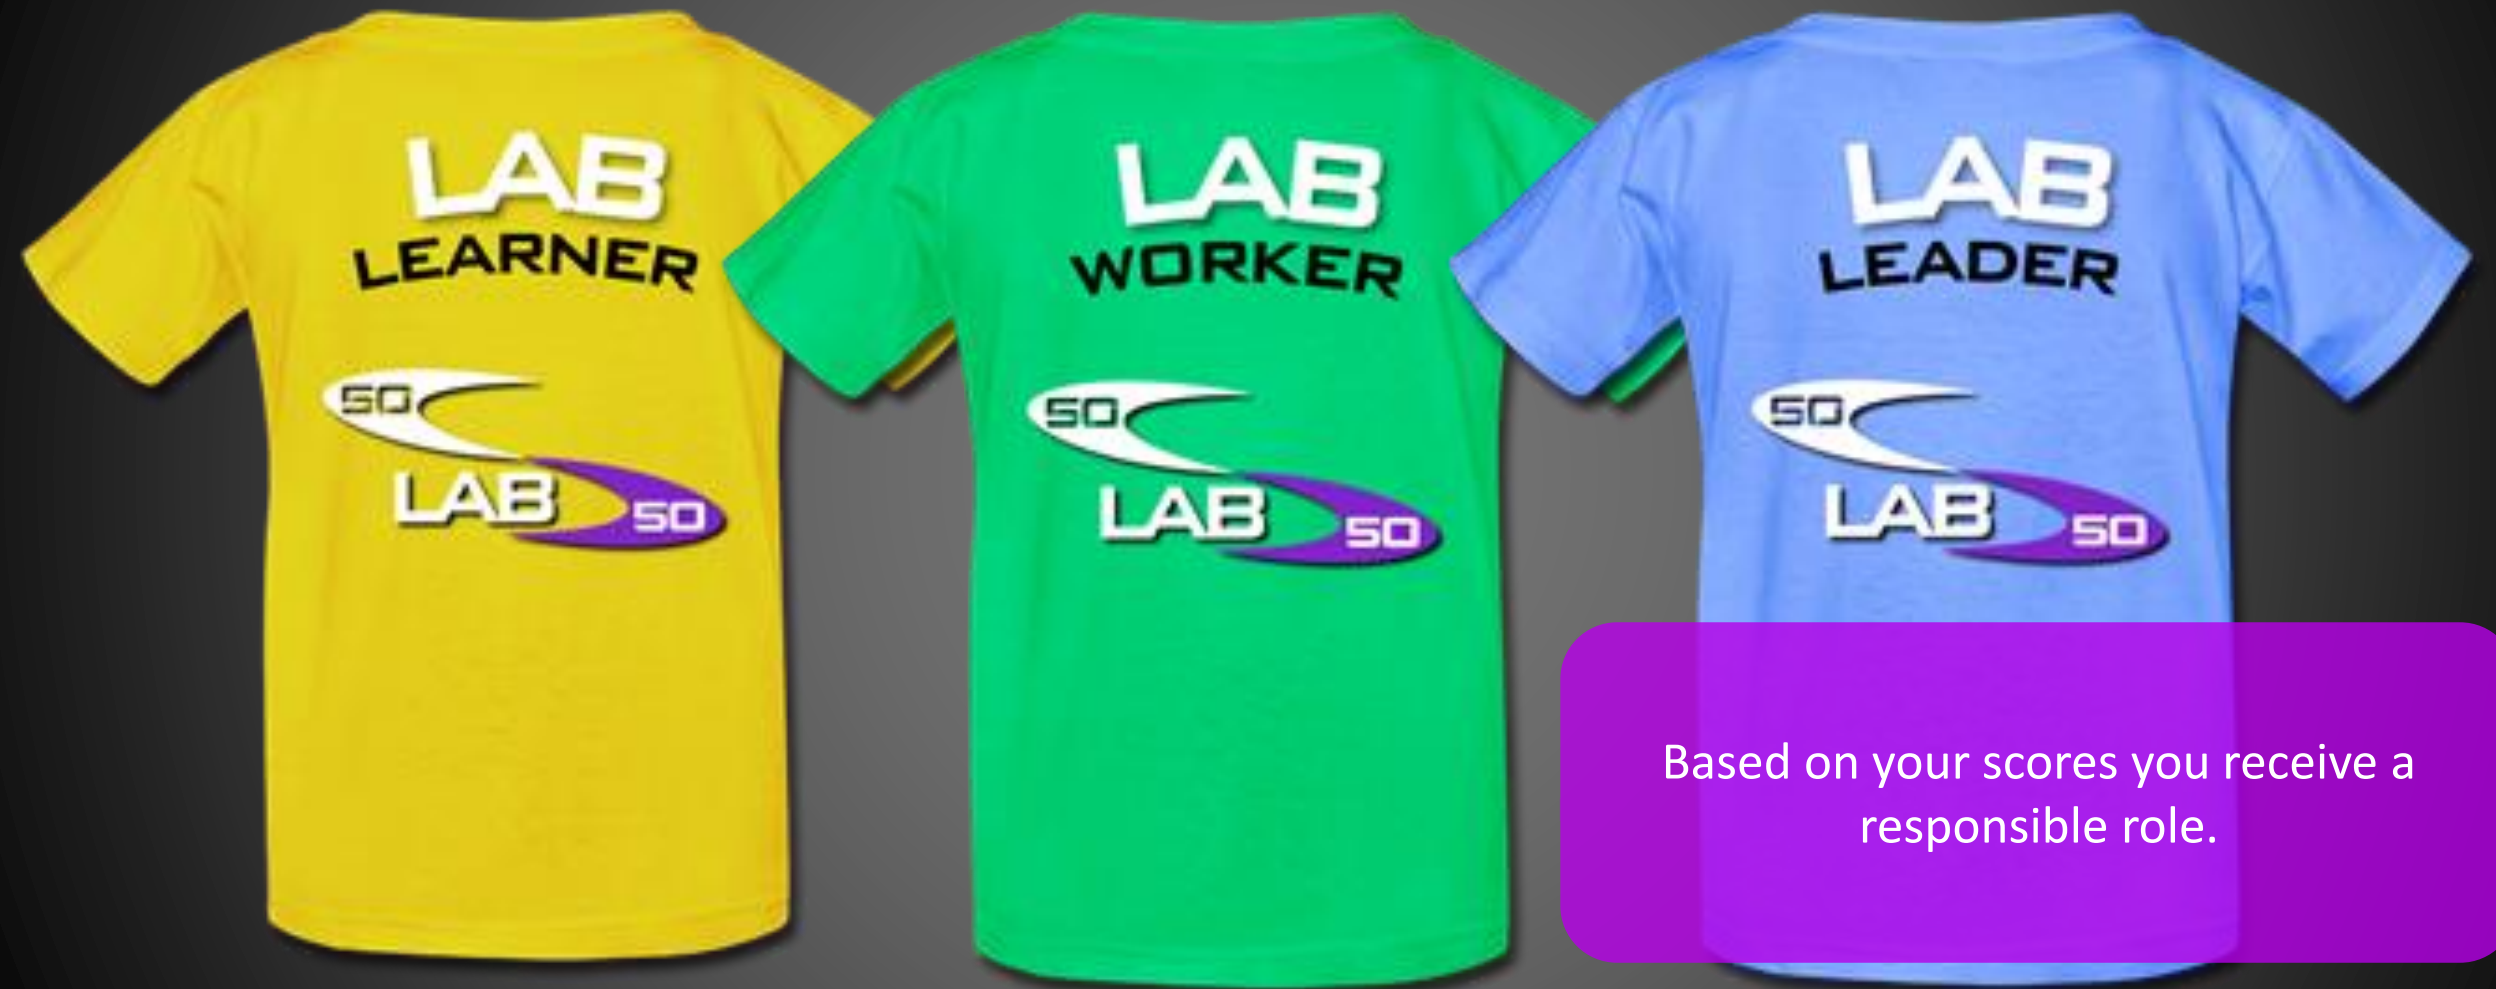 LAB
LEARNER
50
LAB
50
LAB
WORKER
50
LAB
50
LAB
LEADER
50
LAB
50
Based on your scores you receive a
responsible role.